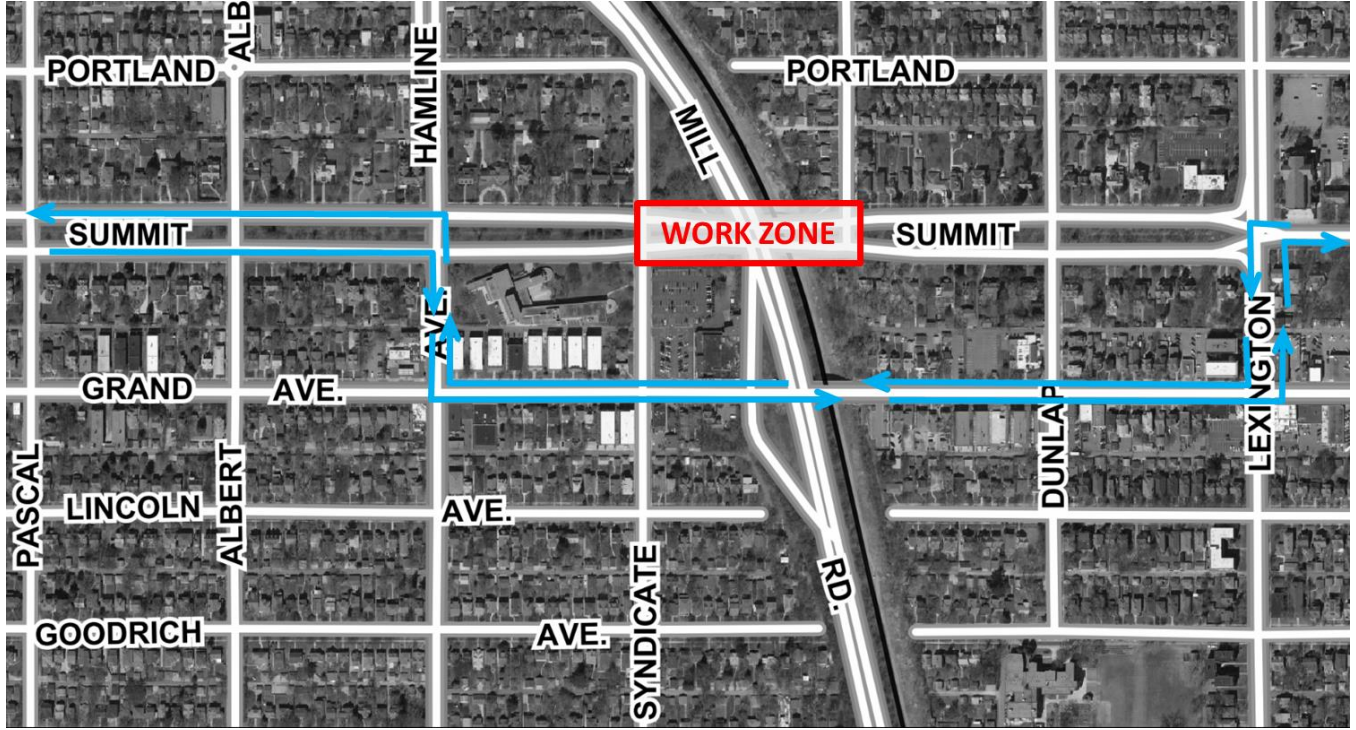 ALB
HAMLINE
PORTLAND
PORTLAND
MILL
SUMMIT
WORK ZONE
SUMMIT
AVE.
GRAND
AVE.
LEXINGTON
DUNLAP
PASCAL
LINCOLN
ALBERT
AVE.
SYNDICATE
RD.
GOODRICH
AVE.